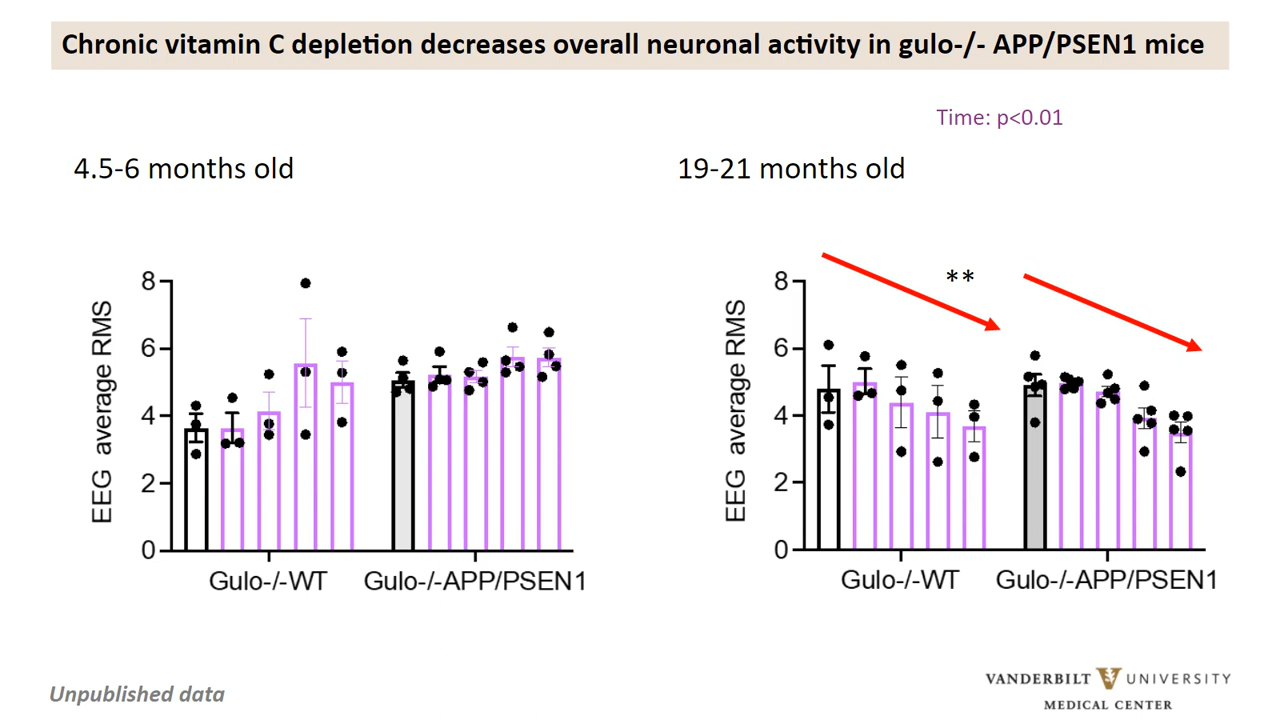 Chronic vitamin C depletion decreases overall neuronal activity in gulo-/- APP/PSEN1 mice
Time: p<0.01
4.5-6 months old
19-21 months old
8
6
4
2
0
EEG average RMS
Gulo-/-WT
Gulo-/-APP/PSEN1
**
8
6
4
2
0
EEG average RMS
Gulo-/-WT
Gulo-/-APP/PSEN1
Unpublished data
VANDERBILT V UNIVERSITY
MEDICAL CENTER